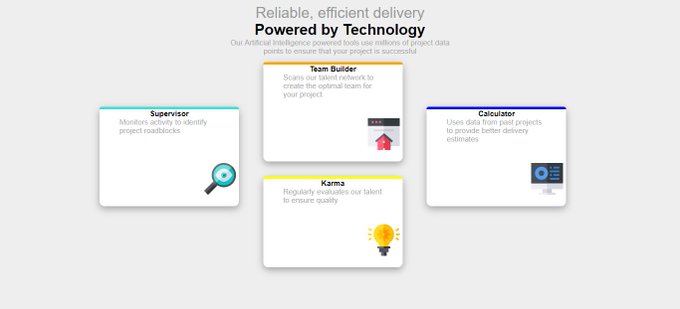 Reliable, efficient delivery
Powered by Technology
Our Artificial Intelligence powered tools use millions of project data
points to ensure that your project is successful
Team Builder
Scans our talent network to
create the optimal team for
your project
Supervisor
Monitors activity to identify
project roadblocks
Calculator
Uses data from past projects
to provide better delivery
estimates
Karma
Regularly evaluates our talent
to ensure quality